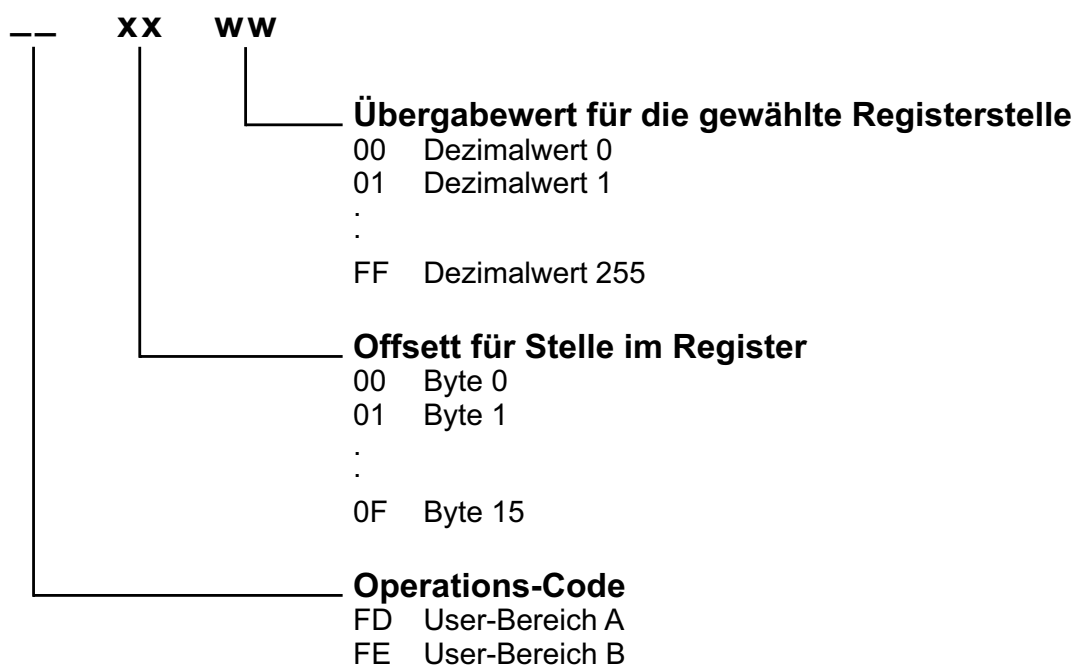 __ xx ww
Übergabewert für die gewählte Registerstelle
00 Dezimalwert 0
01 Dezimalwert 1
.
.
FF Dezimalwert 255
Offsett für Stelle im Register
00 Byte 0
01 Byte 1
.
.
0F Byte 15
Operations-Code
FD User-Bereich A
FE User-Bereich B